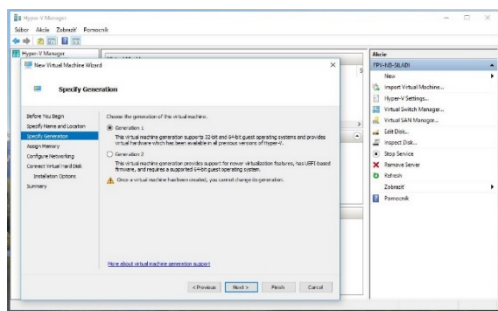 Hyper-V Manager
Súbor Akcia Zobraziť Pomocník
Hyper-V Manager
New Virtual Machine Wizard
Specify Generation
Before You Begin
Specify Name and Location
Specify Generation
Assign Memory
Configure Networking
Connect Virtual Hard Disk
Installation Options
Summary
Choose the generation of this virtual machine.
Generation 1
This virtual machine generation supports 32-bit and 64-bit guest operating systems and provides
virtual hardware which has been available in all previous versions of Hyper-V.
Generation 2
This virtual machine generation provides support for newer virtualization features, has UEFI-based
firmware, and requires a supported 64-bit guest operating system.
Once a virtual machine has been created, you cannot change its generation.
More about virtual machine generation support
< Previous
Next >
Finish
Cancel
Akcie
New
Import Virtual Machine...
Hyper-V Settings...
Virtual Switch Manager...
Virtual SAN Manager...
Edit Disk...
Inspect Disk...
Stop Service
Remove Server
Refresh
Zobraziť
Pomocník